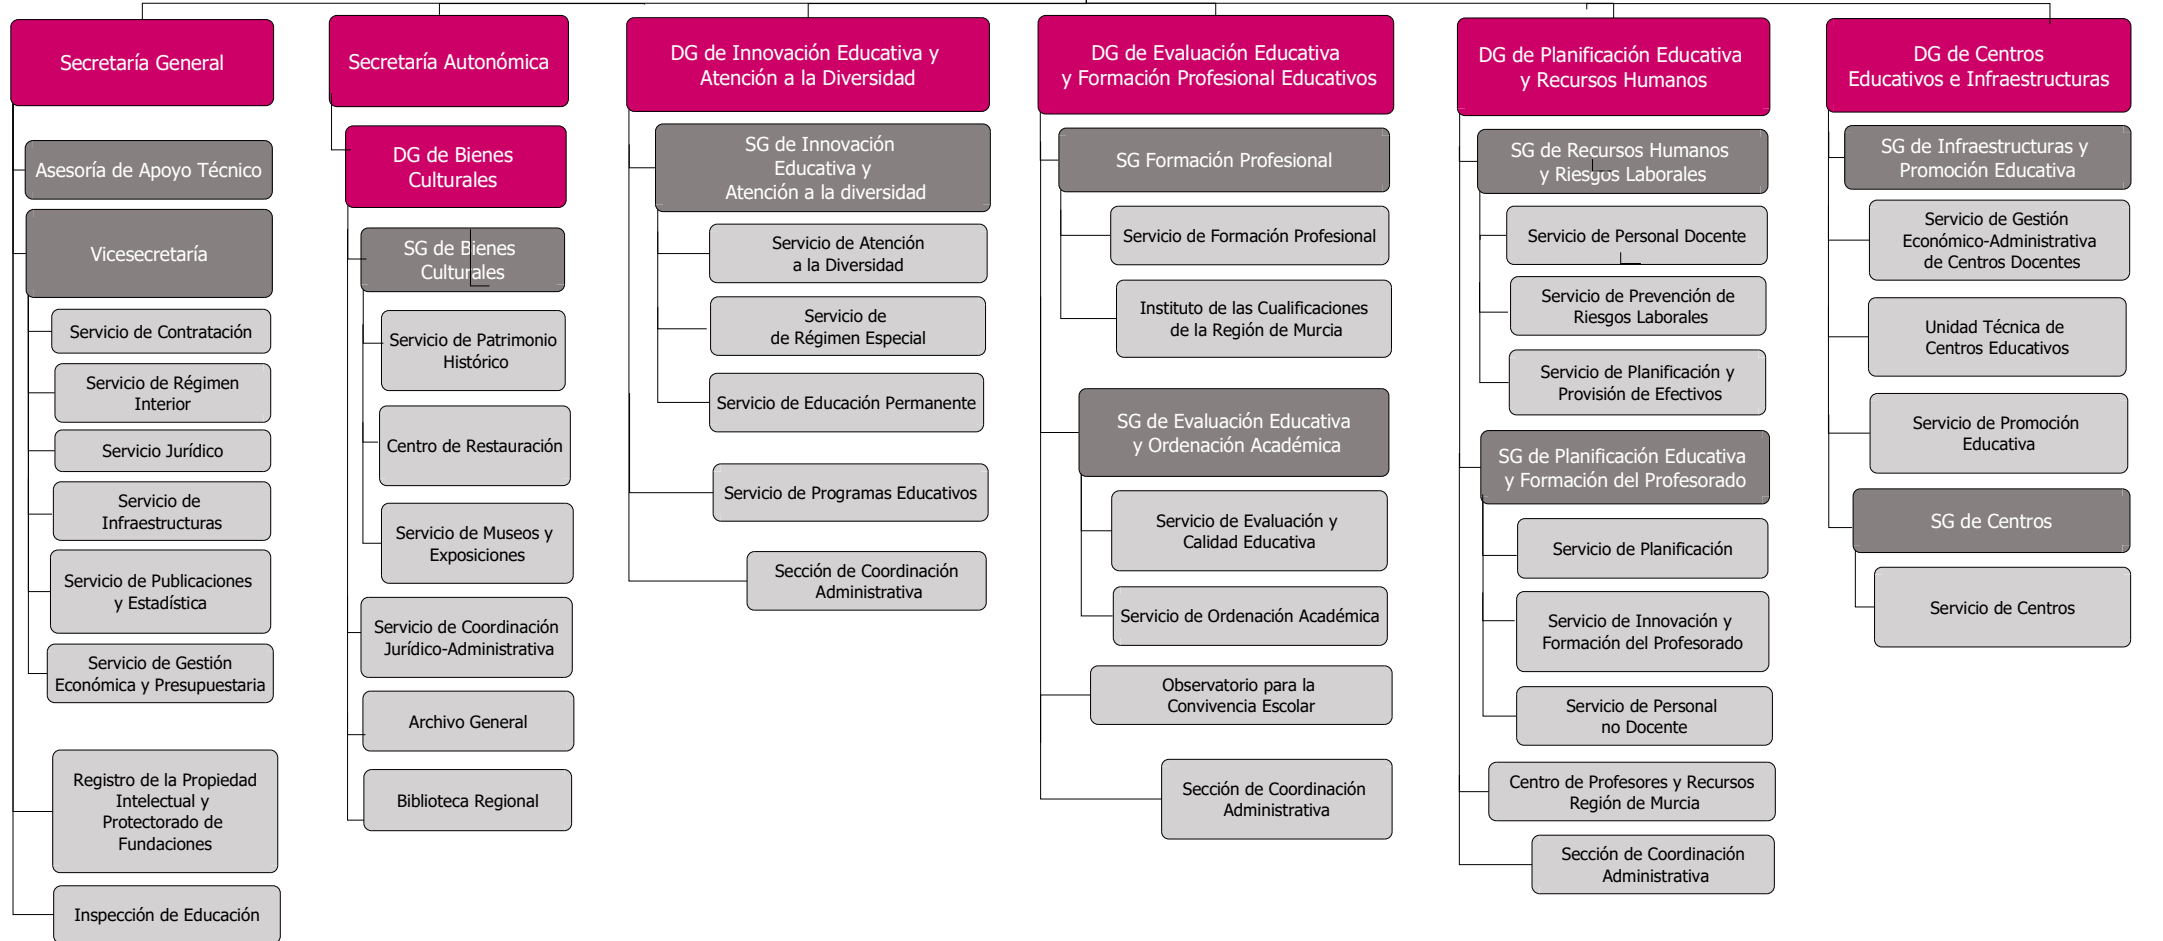 Secretaría General
Asesoría de Apoyo Técnico
Vicesecretaría
Servicio de Contratación
Servicio de Régimen
Interior
Servicio Jurídico
Servicio de
Infraestructuras
Servicio de Publicaciones
y Estadística
Servicio de Gestión
Económica y Presupuestaria
Registro de la Propiedad
Intelectual y
Protectorado de
Fundaciones
Inspección de Educación
Secretaría Autonómica
DG de Bienes
Culturales
SG de Bienes
Culturales
Servicio de Patrimonio
Histórico
Centro de Restauración
Servicio de Museos y
Exposiciones
Servicio de Coordinación
Jurídico-Administrativa
Archivo General
Biblioteca Regional
DG de Innovación Educativa y
Atención a la Diversidad
SG de Innovación
Educativa y
Atención a la diversidad
Servicio de Atención
a la Diversidad
Servicio de
de Régimen Especial
Servicio de Educación Permanente
Servicio de Programas Educativos
Sección de Coordinación
Administrativa
DG de Evaluación Educativa
y Formación Profesional Educativos
SG Formación Profesional
Servicio de Formación Profesional
Instituto de las Cualificaciones
de la Región de Murcia
SG de Evaluación Educativa
y Ordenación Académica
Servicio de Evaluación y
Calidad Educativa
Servicio de Ordenación Académica
Observatorio para la
Convivencia Escolar
Sección de Coordinación
Administrativa
DG de Planificación Educativa
y Recursos Humanos
SG de Recursos Humanos
y Riesgos Laborales
Servicio de Personal Docente
Servicio de Prevención de
Riesgos Laborales
Servicio de Planificación y
Provisión de Efectivos
SG de Planificación Educativa
y Formación del Profesorado
Servicio de Planificación
Servicio de Innovación y
Formación del Profesorado
Servicio de Personal
no Docente
Centro de Profesores y Recursos
Región de Murcia
Sección de Coordinación
Administrativa
DG de Centros
Educativos e Infraestructuras
SG de Infraestructuras y
Promoción Educativa
Servicio de Gestión
Económico-Administrativa
de Centros Docentes
Unidad Técnica de
Centros Educativos
Servicio de Promoción
Educativa
SG de Centros
Servicio de Centros